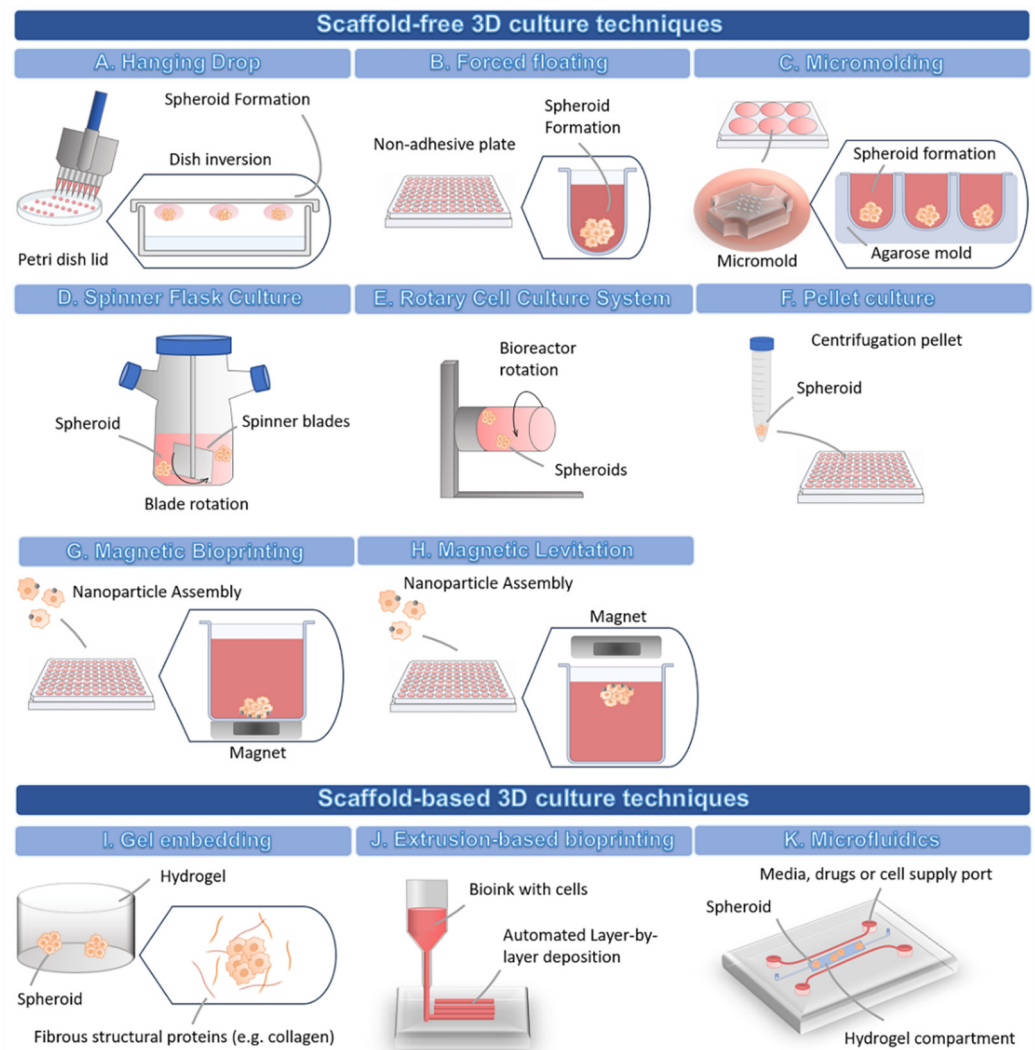 Scaffold-free 3D culture techniques
A. Hanging Drop
Spheroid Formation
Dish inversion
Petri dish lid
B. Forced floating
Non-adhesive plate
Spheroid
Formation
C. Micromolding
Spheroid formation
Micromold
Agarose mold
D. Spinner Flask Culture
Spheroid
Spinner blades
Blade rotation
E. Rotary Cell Culture System
Bioreactor
rotation
Spheroids
F. Pellet culture
Centrifugation pellet
Spheroid
G. Magnetic Bioprinting
Nanoparticle Assembly
Magnet
H. Magnetic Levitation
Nanoparticle Assembly
Magnet
Scaffold-based 3D culture techniques
I. Gel embedding
Hydrogel
Spheroid
Fibrous structural proteins (e.g. collagen)
J. Extrusion-based bioprinting
Bioink with cells
Automated Layer-by-
layer deposition
K. Microfluidics
Media, drugs or cell supply port
Spheroid
Hydrogel compartment